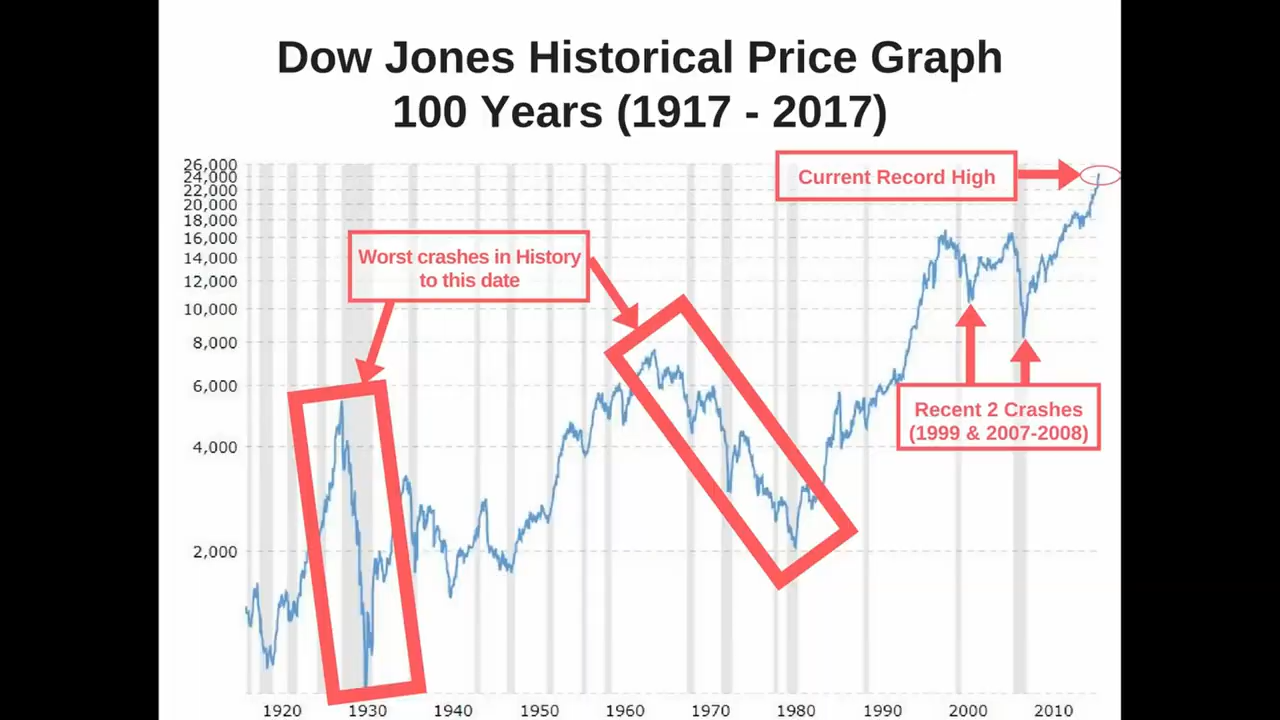 Dow Jones Historical Price Graph
100 Years (1917 - 2017)
26,000
24,000
22,000
20,000
18,000
16,000
14,000
12,000
10,000
8,000
6,000
4,000
2,000
Current Record High
Worst crashes in History
to this date
Recent 2 Crashes
(1999 & 2007-2008)
1920 1930 1940 1950 1960 1970 1980 1990 2000 2010